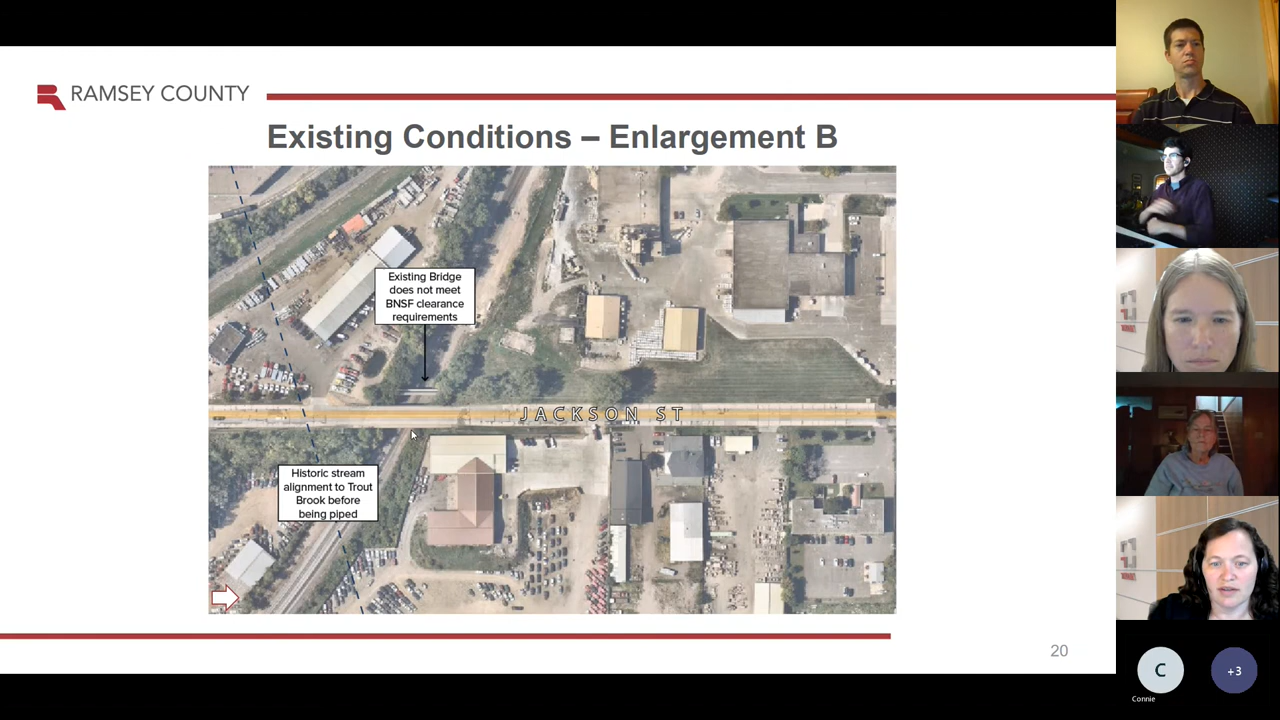 RAMSEY COUNTY
Existing Conditions – Enlargement B
Existing Bridge
does not meet
BNSF clearance
requirements
JACKSON ST
Historic stream
alignment to Trout
Brook before
being piped
20
C
Connie
+3